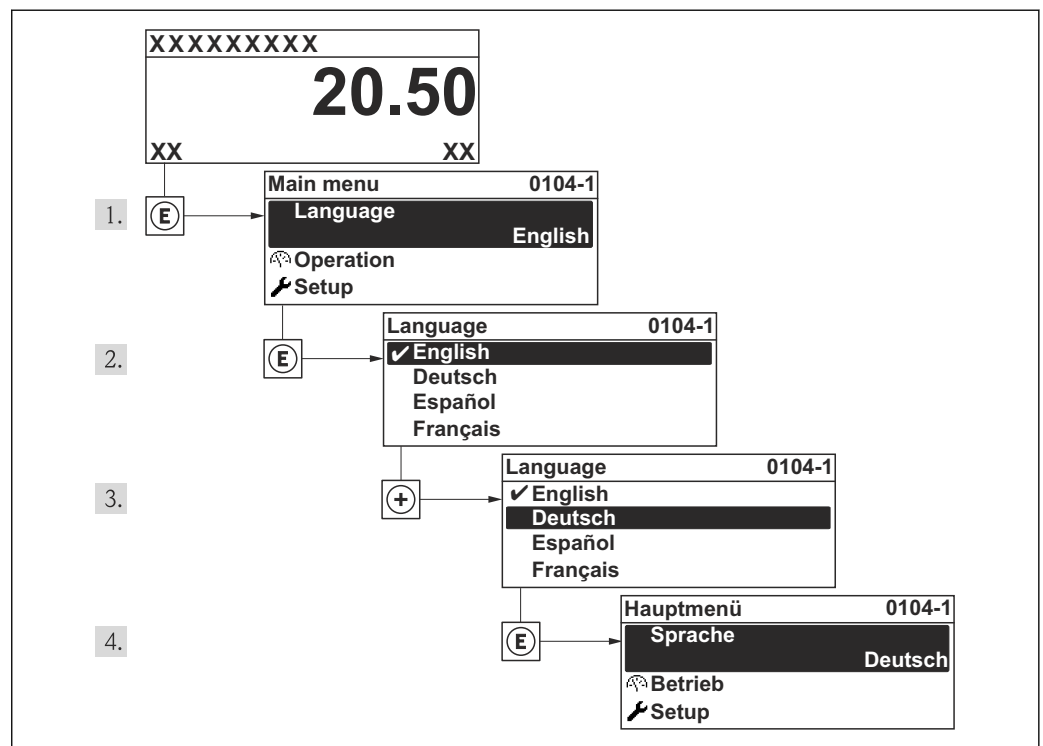 XXXXXXXXX
20.50
XX XX
1. E
Main menu 0104-1
Language
English
Operation
Setup
2. E
Language 0104-1
✔English
Deutsch
Español
Français
3. +
Language 0104-1
✔English
Deutsch
Español
Français
4. E
Hauptmenü 0104-1
Sprache
Deutsch
Betrieb
Setup